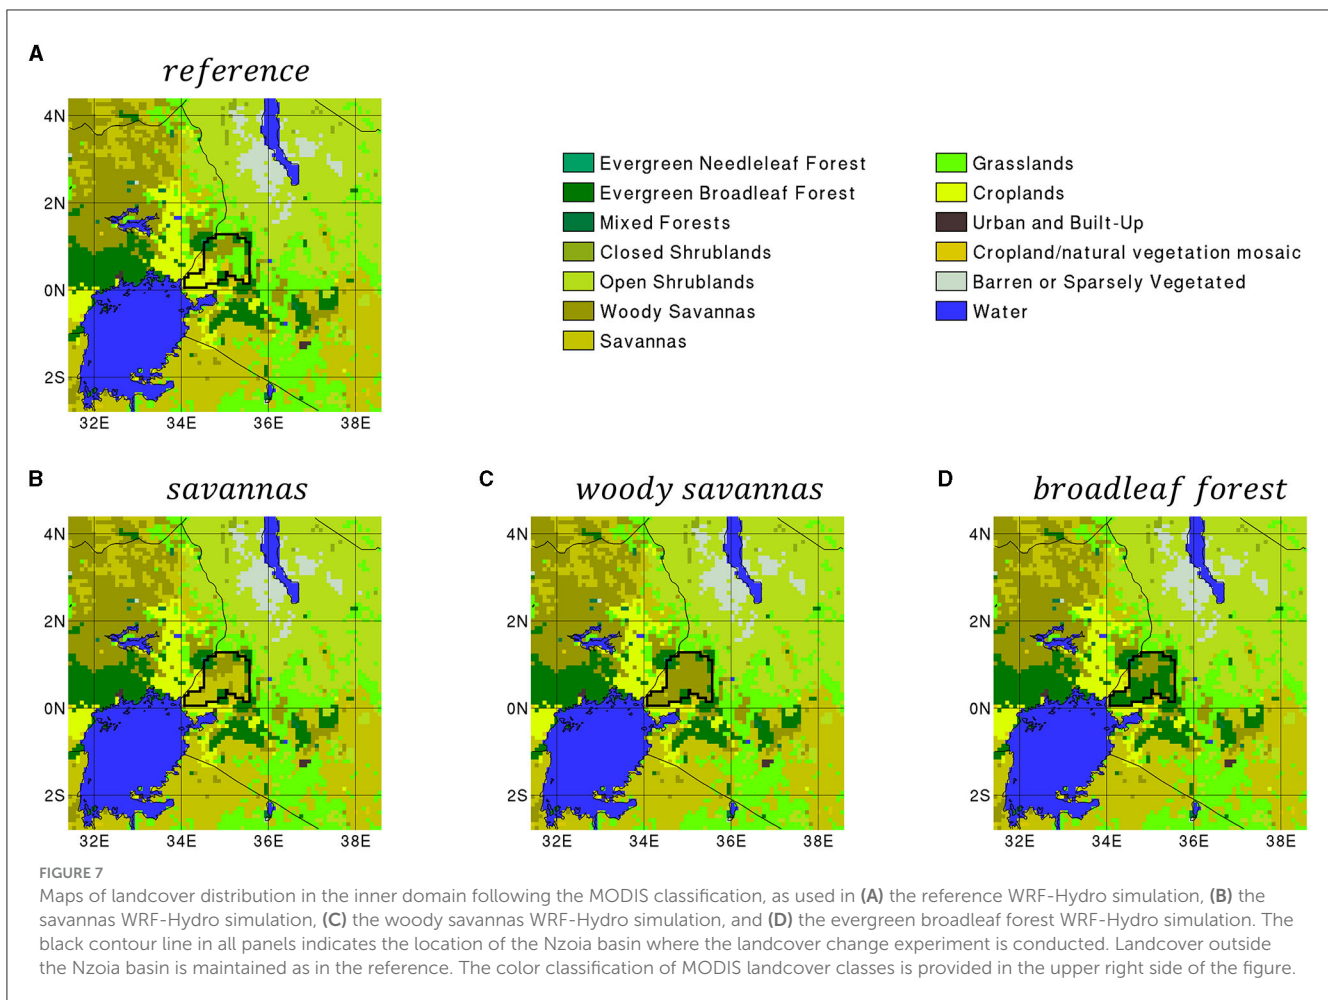 A
reference
4N
2N
0N
2S
32E 34E 36E 38E
Evergreen Needleleaf Forest
Evergreen Broadleaf Forest
Mixed Forests
Closed Shrublands
Open Shrublands
Woody Savannas
Savannas
Grasslands
Croplands
Urban and Built-Up
Cropland/natural vegetation mosaic
Barren or Sparsely Vegetated
Water
B
savannas
4N
2N
0N
2S
32E 34E 36E 38E
C
woody savannas
4N
2N
0N
2S
32E 34E 36E 38E
D
broadleaf forest
4N
2N
0N
2S
32E 34E 36E 38E
FIGURE 7
Maps of landcover distribution in the inner domain following the MODIS classification, as used in (A) the reference WRF-Hydro simulation, (B) the
savannas WRF-Hydro simulation, (C) the woody savannas WRF-Hydro simulation, and (D) the evergreen broadleaf forest WRF-Hydro simulation. The
black contour line in all panels indicates the location of the Nzoia basin where the landcover change experiment is conducted. Landcover outside
the Nzoia basin is maintained as in the reference. The color classification of MODIS landcover classes is provided in the upper right side of the figure.